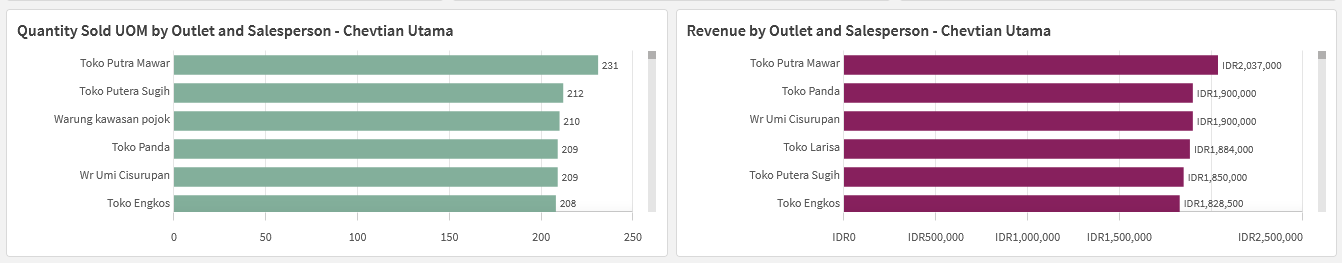 Quantity Sold UOM by Outlet and Salesperson - Chevtian Utama
Toko Putra Mawar 231
Toko Putera Sugih 212
Warung kawasan pojok 210
Toko Panda 209
Wr Umi Cisurupan 209
Toko Engkos 208
0 50 100 150 200 250
Revenue by Outlet and Salesperson - Chevtian Utama
Toko Putra Mawar IDR2,037,000
Toko Panda IDR1,900,000
Wr Umi Cisurupan IDR1,900,000
Toko Larisa IDR1,884,000
Toko Putera Sugih IDR1,850,000
Toko Engkos IDR1,828,500
IDR0 IDR500,000 IDR1,000,000 IDR1,500,000 IDR2,500,000